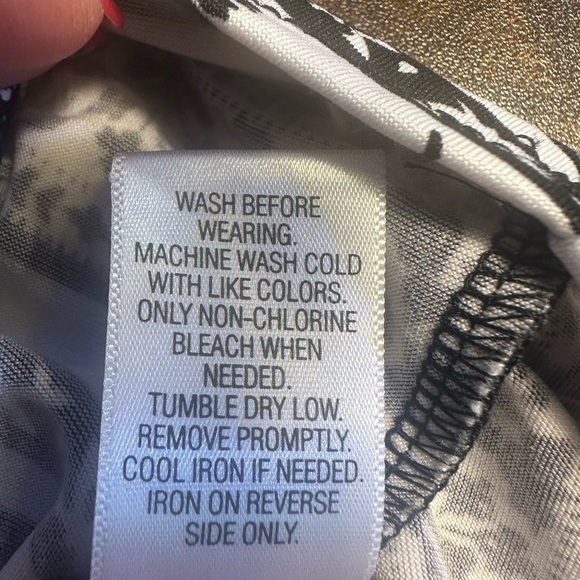 WASH BEFORE
WEARING.
MACHINE WASH COLD
WITH LIKE COLORS.
ONLY NON-CHLORINE
BLEACH WHEN
NEEDED.
TUMBLE DRY LOW.
REMOVE PROMPTLY.
COOL IRON IF NEEDED.
IRON ON REVERSE
SIDE ONLY.